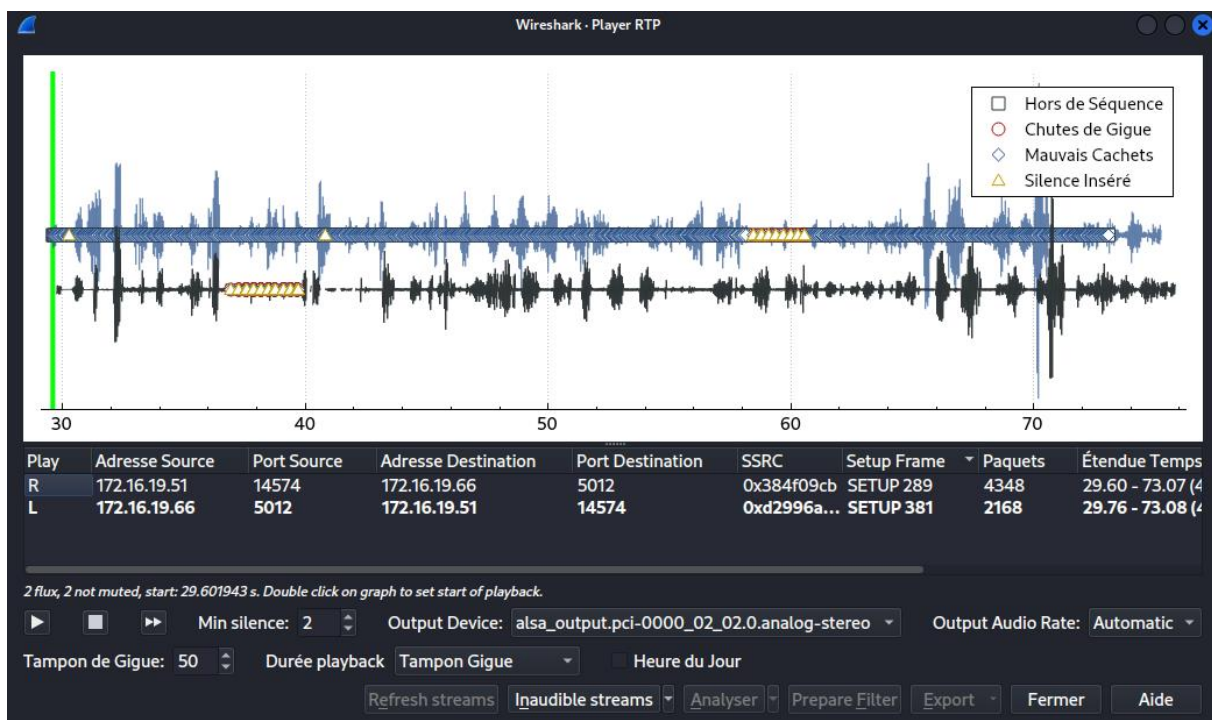 Wireshark · Player RTP
Hors de Séquence
Chutes de Gigue
Mauvais Cachets
Silence Inséré
30 40 50 60 70
Play Adresse Source Port Source Adresse Destination Port Destination SSRC Setup Frame Paquets Étendue Temps
R 172.16.19.51 14574 172.16.19.66 5012 0x384f09cb SETUP 289 4348 29.60 - 73.07 (4
L 172.16.19.66 5012 172.16.19.51 14574 0xd2996a... SETUP 381 2168 29.76 - 73.08 (4
2 flux, 2 not muted, start: 29.601943 s. Double click on graph to set start of playback.
Min silence: 2 Output Device: alsa_output.pci-0000_02_02.0.analog-stereo Output Audio Rate: Automatic
Tampon de Gigue: 50 Durée playback Tampon Gigue Heure du Jour
Refresh streams Inaudible streams Analyser Prepare Filter Export Fermer Aide